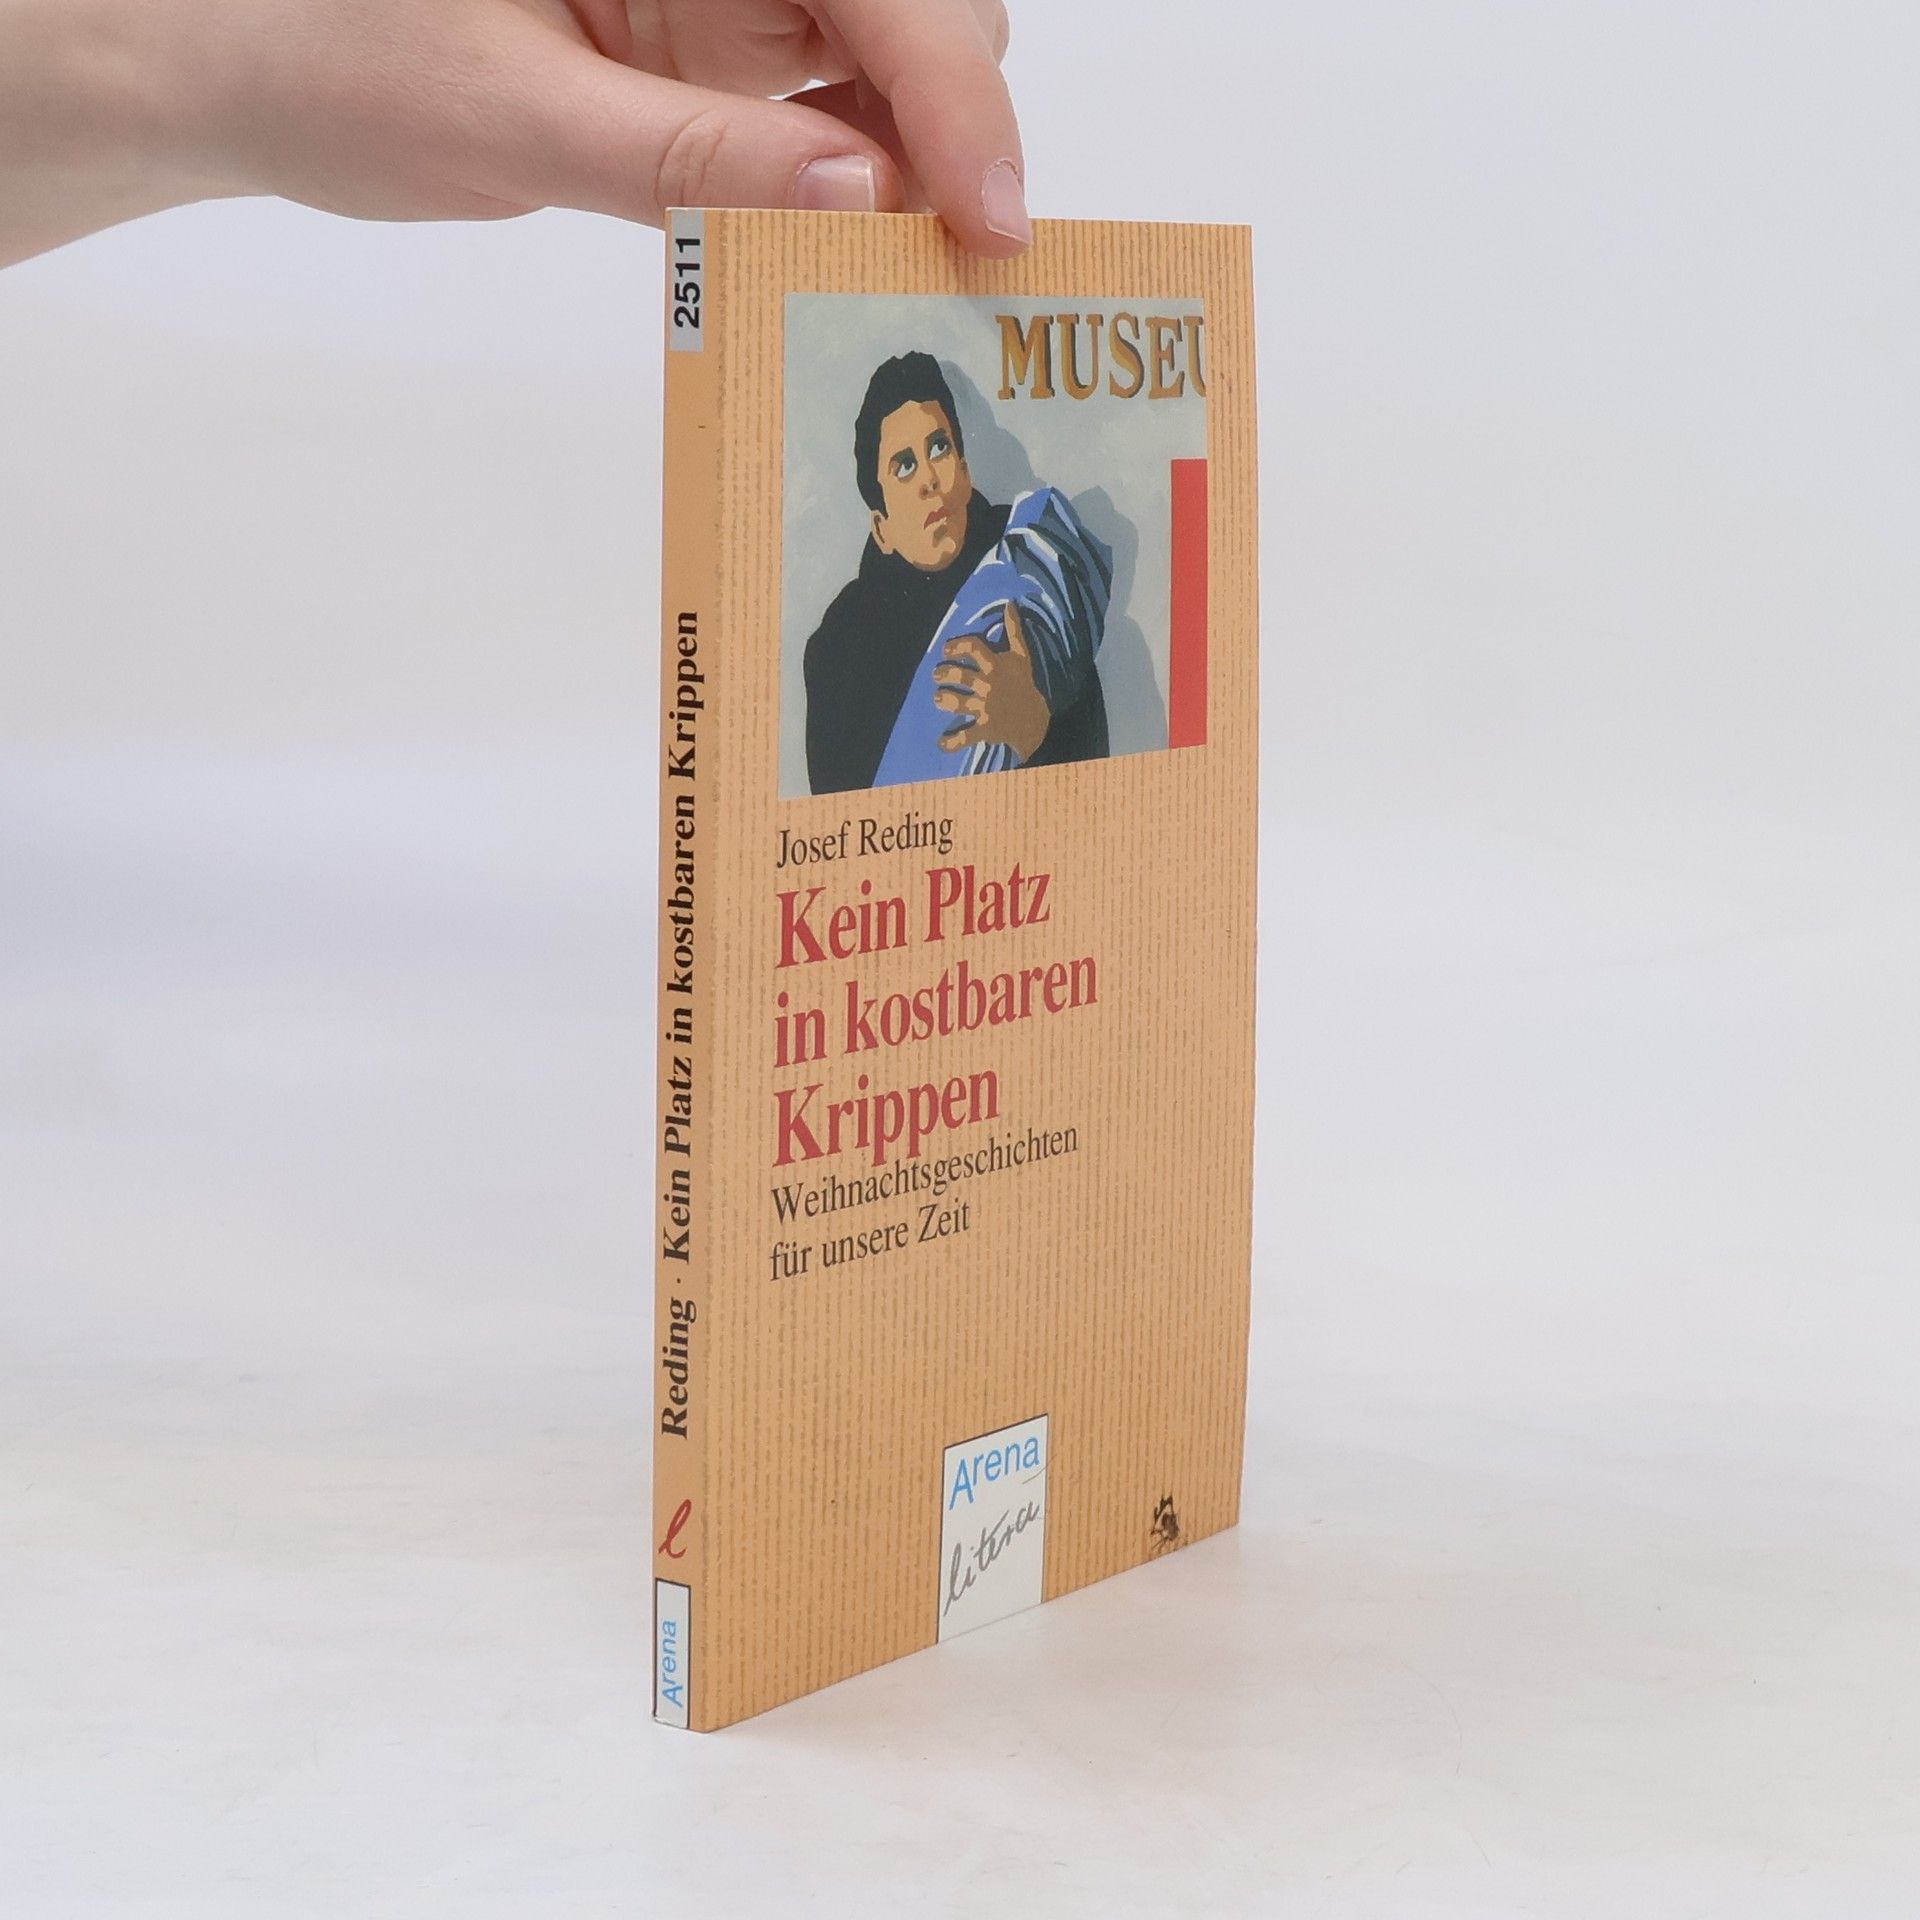 2511
Reding · Kein Platz in kostbaren Krippen
l
Arena
MUSEU
Josef Reding
Kein Platz
in kostbaren
Krippen
Weihnachtsgeschichten
für unsere Zeit
Arena
litera